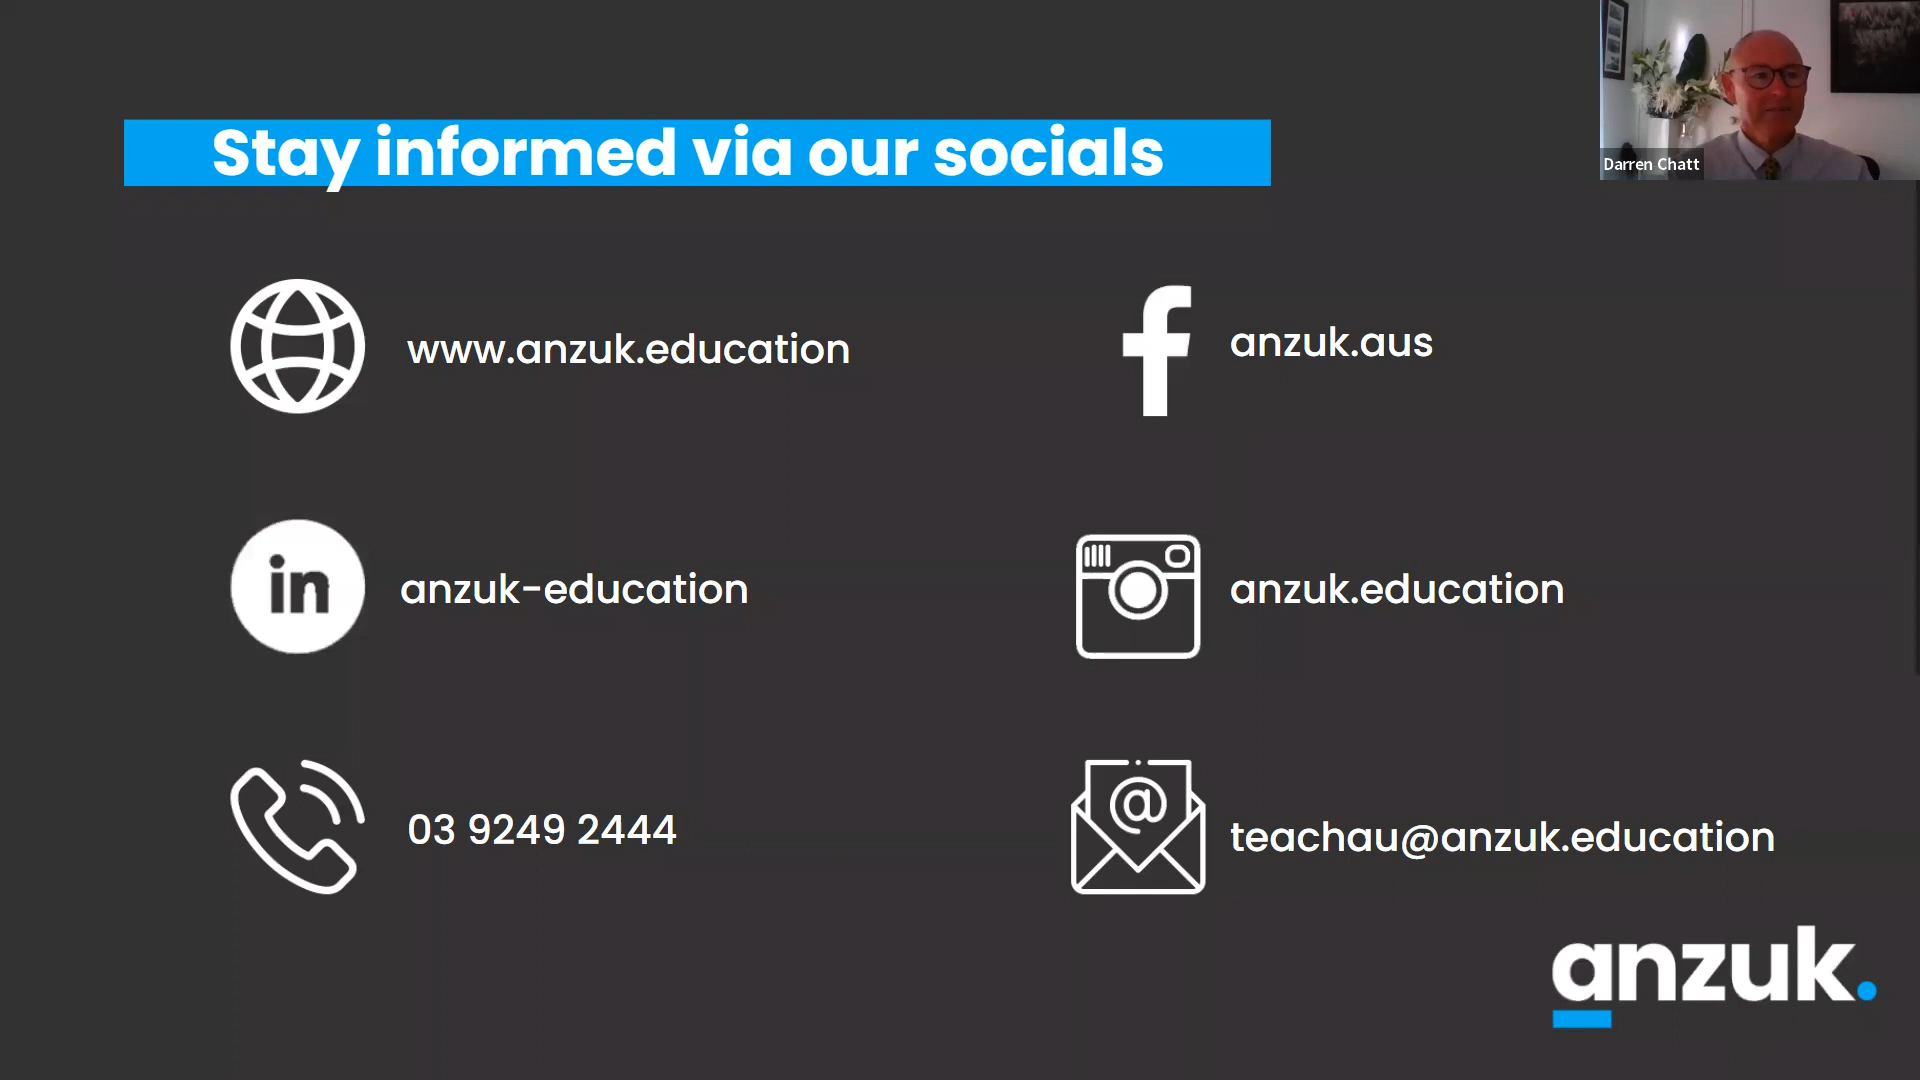 Stay informed via our socials
Darren Chatt
www.anzuk.education
anzuk.aus
in
anzuk-education
anzuk.education
03 9249 2444
@
teachau@anzuk.education
anzuk.